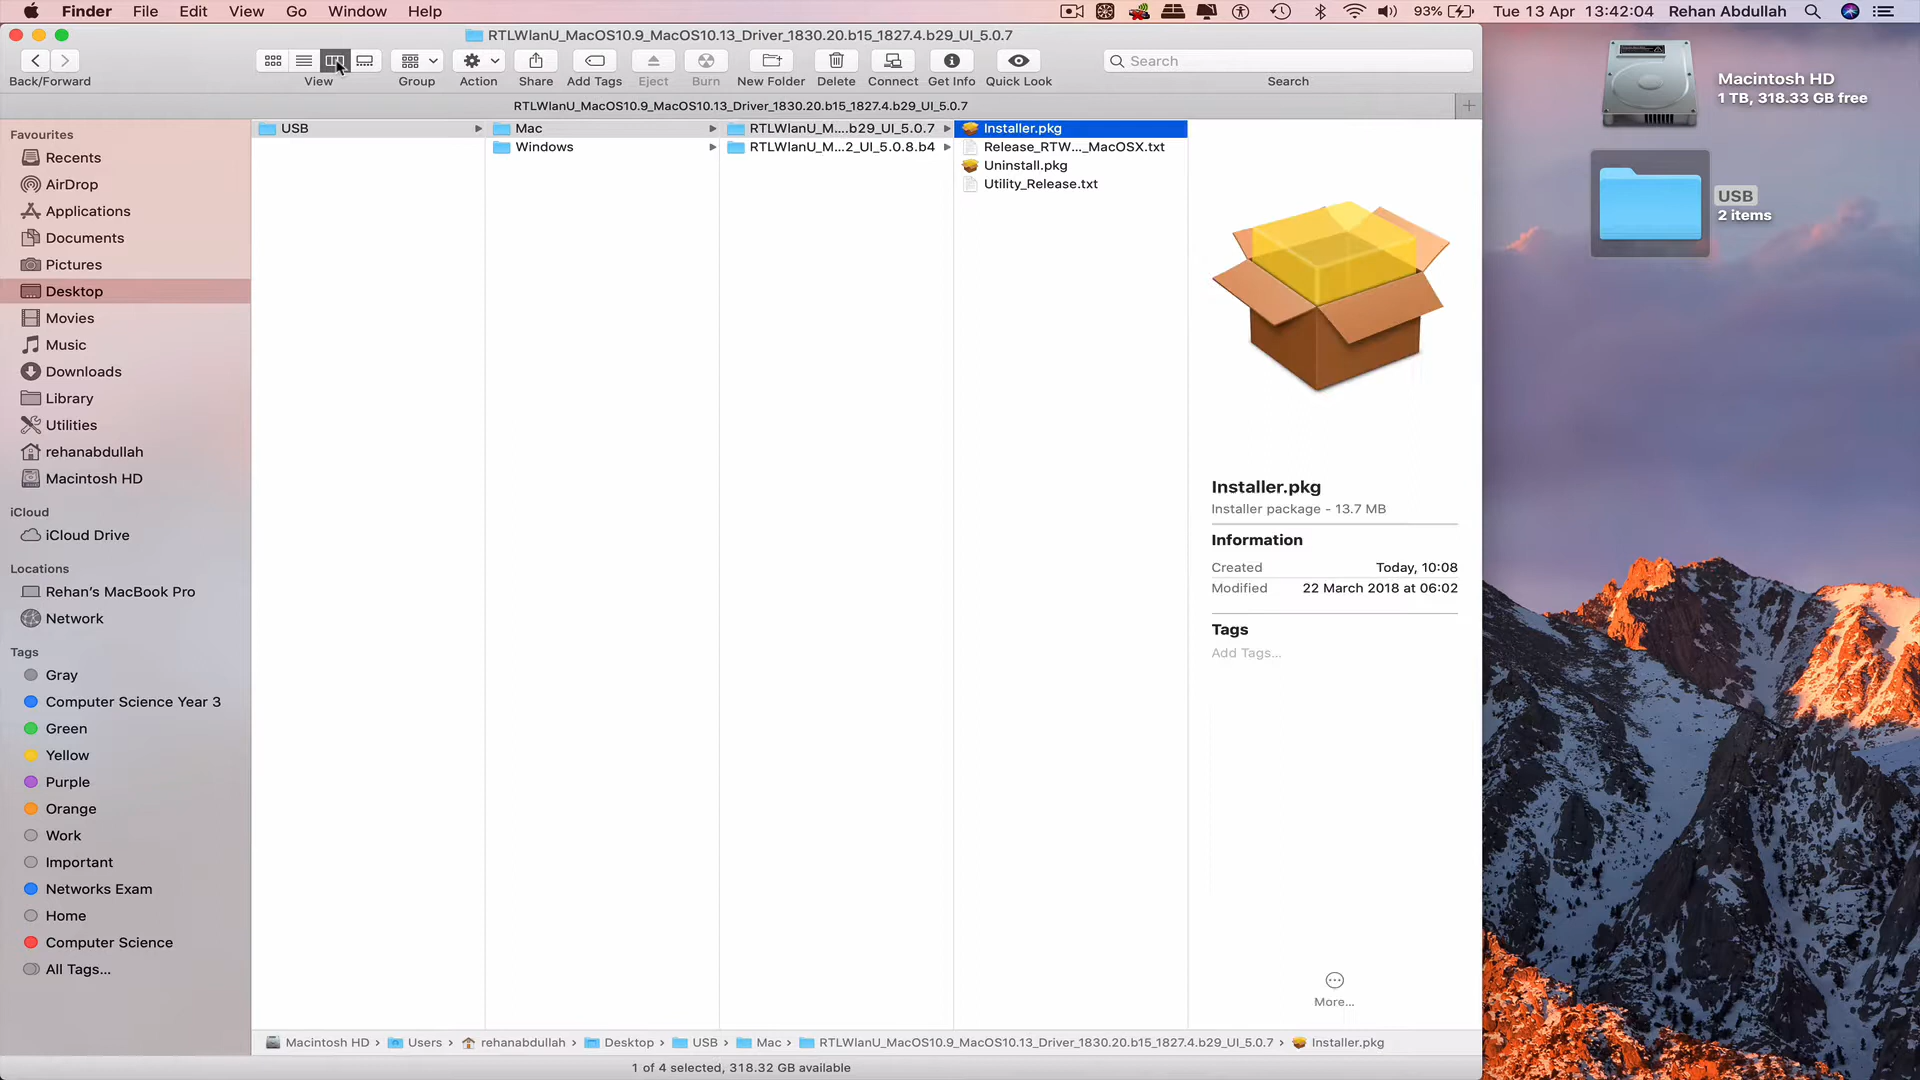 Finder File Edit View Go Window Help 93% Tue 13 Apr 13:42:04 Rehan Abdullah
RTLWlanU_MacOS10.9_MacOS10.13_Driver_1830.20.b15_1827.4.b29_UI_5.0.7
Search
Back/Forward View Group Action Share Add Tags Eject Burn New Folder Delete Connect Get Info Quick Look Search
RTLWlanU_MacOS10.9_MacOS10.13_Driver_1830.20.b15_1827.4.b29_UI_5.0.7
Favourites
Recents
AirDrop
Applications
Documents
Pictures
Desktop
Movies
Music
Downloads
Library
Utilities
rehanabdullah
Macintosh HD
iCloud
iCloud Drive
Locations
Rehan’s MacBook Pro
Network
Tags
Gray
Computer Science Year 3
Green
Yellow
Purple
Orange
Work
Important
Networks Exam
Home
Computer Science
All Tags...
USB
Mac
Windows
RTLWlanU_M....b29_UI_5.0.7
RTLWlanU_M...2_UI_5.0.8.b4
Installer.pkg
Release_RTW..._MacOSX.txt
Uninstall.pkg
Utility_Release.txt
Installer.pkg
Installer package - 13.7 MB
Information
Created Today, 10:08
Modified 22 March 2018 at 06:02
Tags
Add Tags...
More...
Macintosh HD › Users › rehanabdullah › Desktop › USB › Mac › RTLWlanU_MacOS10.9_MacOS10.13_Driver_1830.20.b15_1827.4.b29_UI_5.0.7 › Installer.pkg
1 of 4 selected, 318.32 GB available
Macintosh HD
1 TB, 318.33 GB free
USB
2 items